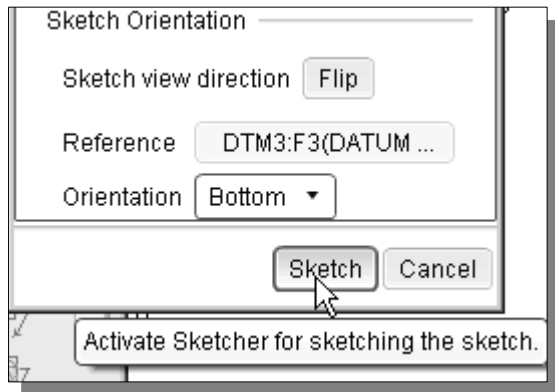 Sketch Orientation
Sketch view direction Flip
Reference DTM3:F3(DATUM ...
Orientation Bottom
Sketch Cancel
Activate Sketcher for sketching the sketch.